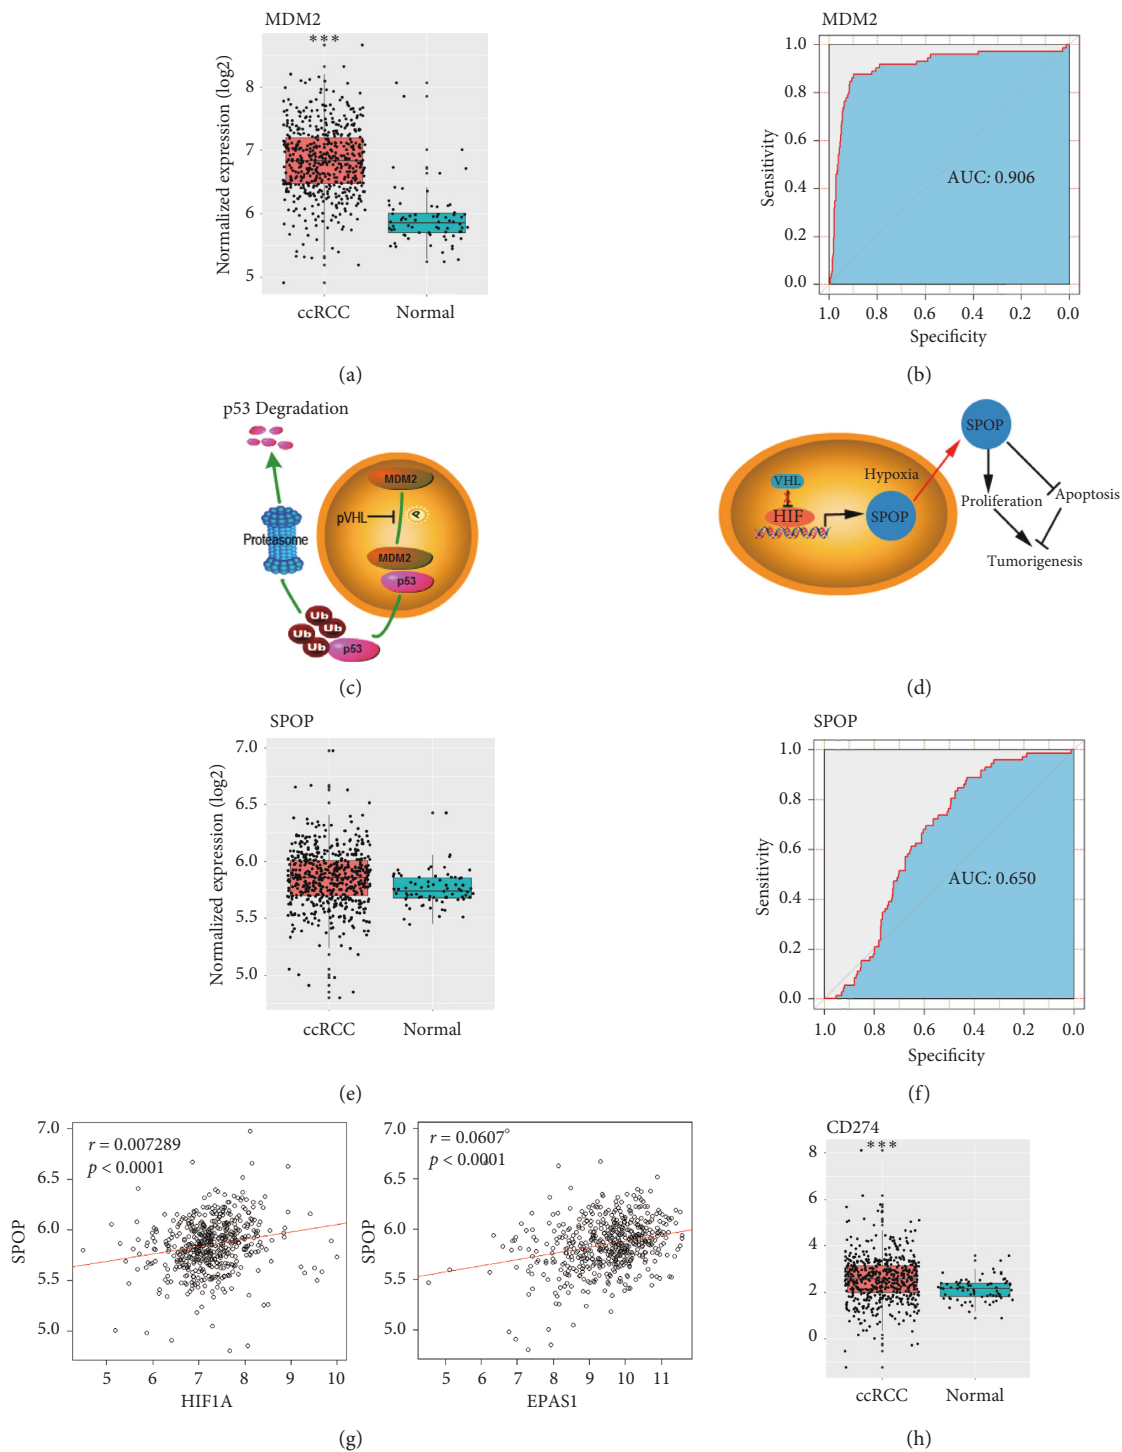 MDM2
***
Normalized expression (log2)
8
7
6
5
ccRCC Normal
(a)
MDM2
Sensitivity
1.0
0.8
0.6
0.4
0.2
0.0
AUC: 0.906
1.0 0.8 0.6 0.4 0.2 0.0
Specificity
(b)
p53 Degradation
MDM2
pVHL
P
Proteasome
MDM2
p53
Ub
Ub
Ub
Ub
p53
(c)
SPOP
Hypoxia
VHL
HIF
SPOP
Proliferation
Apoptosis
Tumorigenesis
(d)
SPOP
Normalized expression (log2)
7.0
6.5
6.0
5.5
5.0
ccRCC Normal
(e)
SPOP
Sensitivity
1.0
0.8
0.6
0.4
0.2
0.0
AUC: 0.650
1.0 0.8 0.6 0.4 0.2 0.0
Specificity
(f)
SPOP
7.0
6.5
6.0
5.5
5.0
r = 0.007289
p < 0.0001
5 6 7 8 9 10
HIF1A
SPOP
7.0
6.5
6.0
5.5
5.0
r = 0.0607
p < 0.0001
5 6 7 8 9 10 11
EPAS1
(g)
CD274
***
8
6
4
2
0
ccRCC Normal
(h)